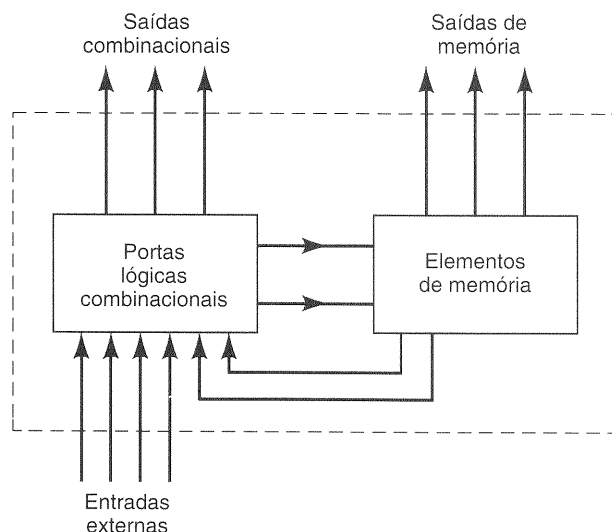 Saídas
combinacionais
Saídas de
memória
Portas
lógicas
combinacionais
Elementos
de memória
Entradas
externas